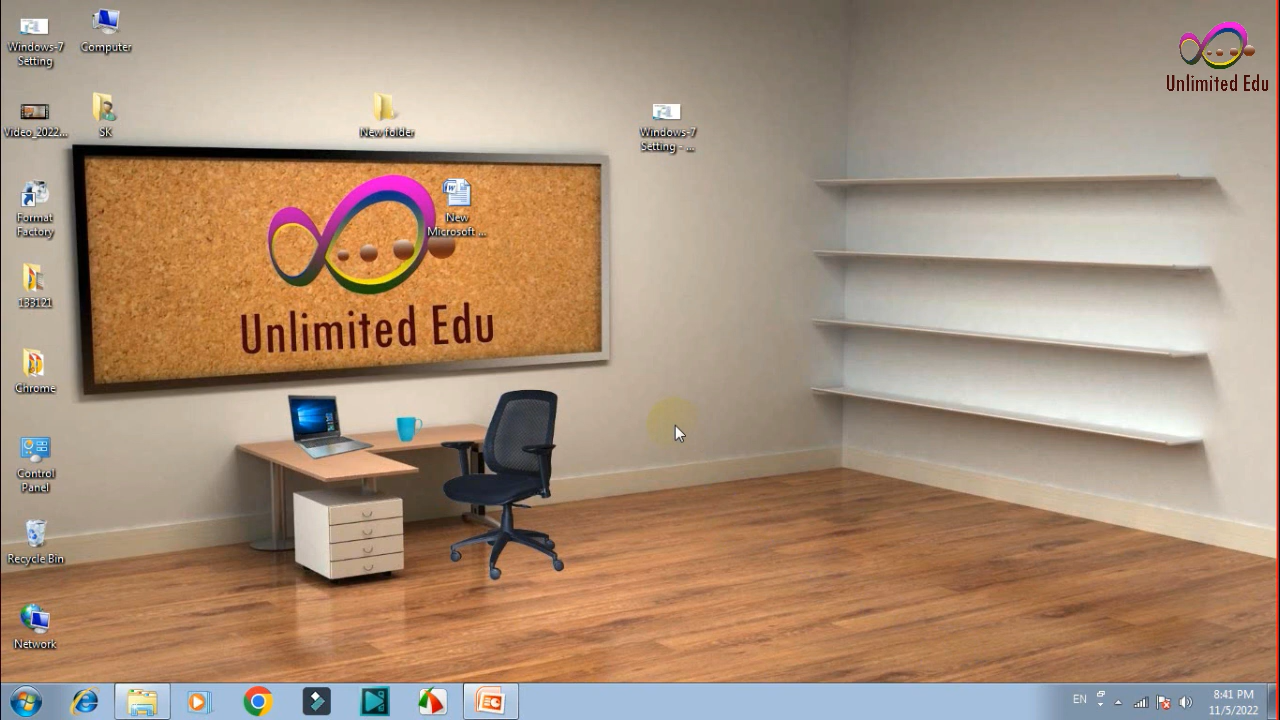 Windows-7
Setting
Computer
Unlimited Edu
Video_2022...
SK
New folder
Windows-7
Setting - ...
Format
Factory
New
Microsoft ...
133121
Unlimited Edu
Chrome
Control
Panel
Recycle Bin
Network
EN
8:41 PM
11/5/2022